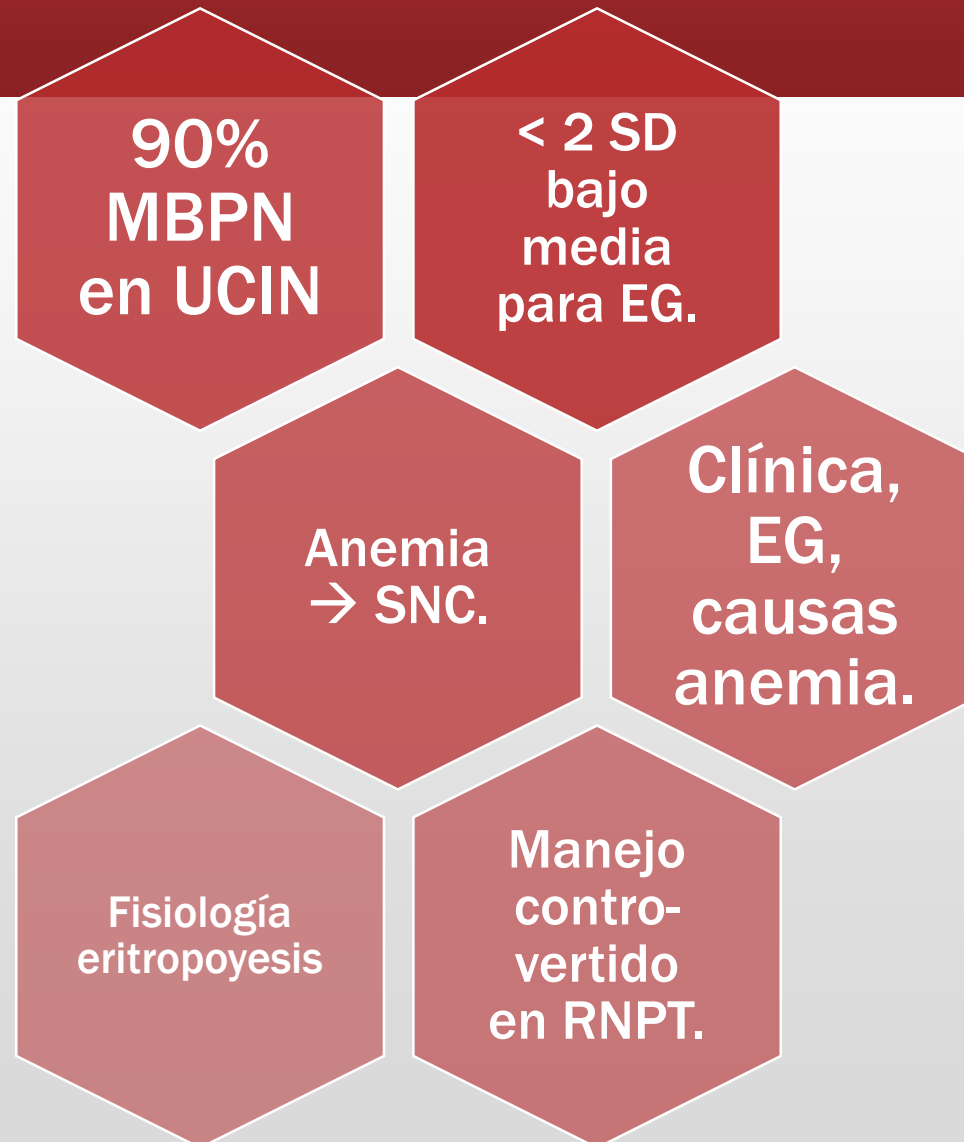 90%
MBPN
en UCIN
< 2 SD
bajo
media
para EG.
Anemia
→ SNC.
Clínica,
EG,
causas
anemia.
Fisiología
eritropoyesis
Manejo
contro-
vertido
en RNPT.